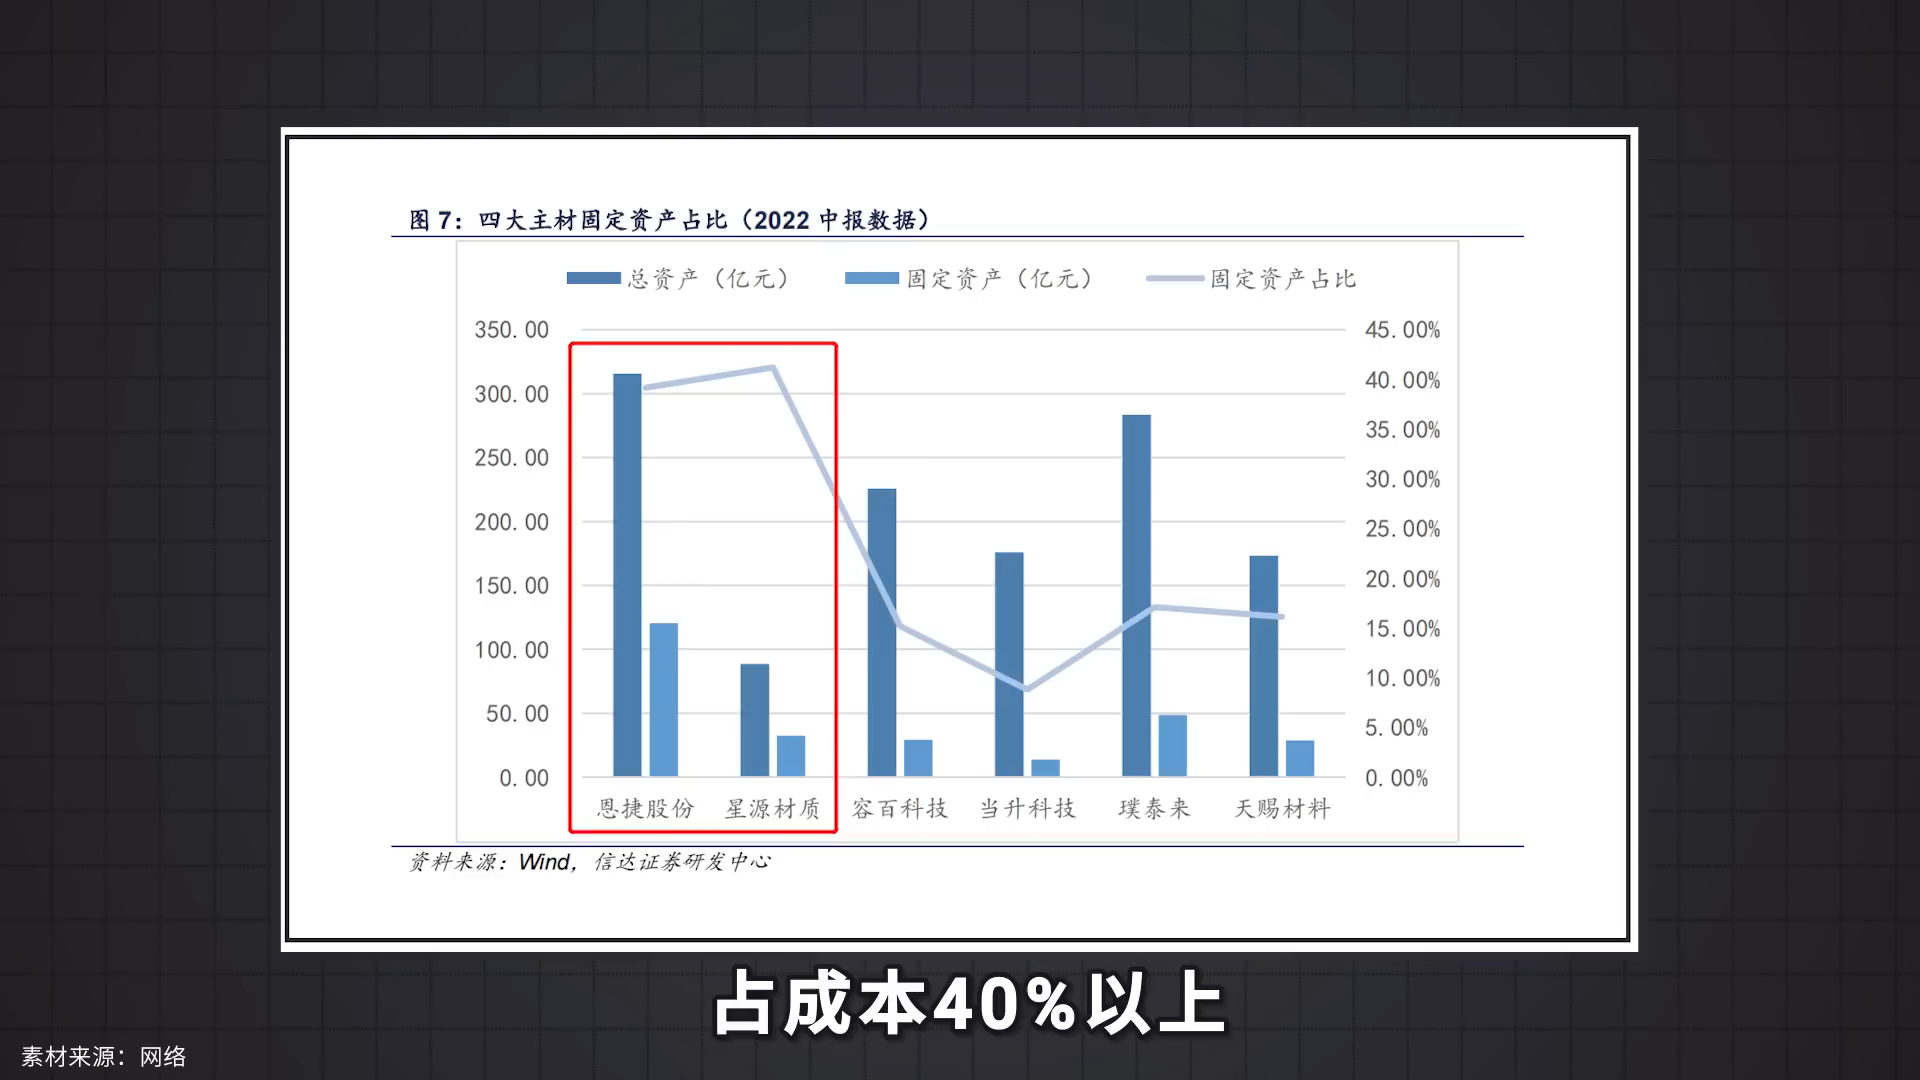 图 7：四大主材固定资产占比（2022 中报数据）
总资产（亿元） 固定资产（亿元） 固定资产占比
350.00 45.00%
300.00 40.00%
250.00 35.00%
200.00 30.00%
150.00 25.00%
100.00 20.00%
50.00 15.00%
0.00 10.00%
5.00%
0.00%
恩捷股份 星源材质 容百科技 当升科技 璞泰来 天赐材料
资料来源：Wind，信达证券研发中心
占成本40%以上
素材来源：网络